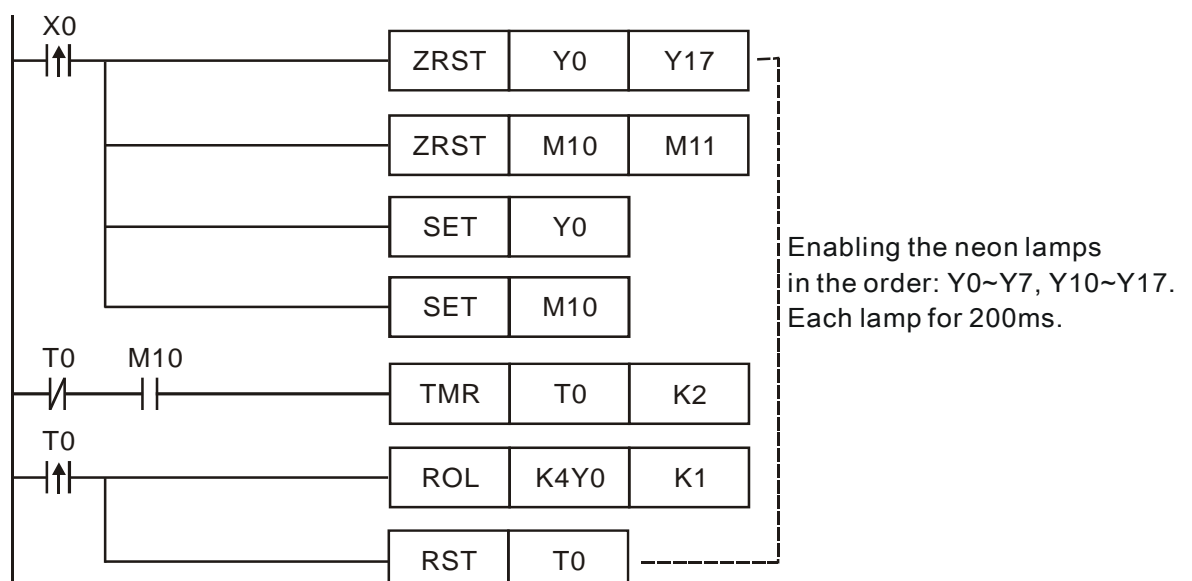 X0
ZRST Y0 Y17
ZRST M10 M11
SET Y0
SET M10
Enabling the neon lamps
in the order: Y0~Y7, Y10~Y17.
Each lamp for 200ms.
T0 M10
TMR T0 K2
T0
ROL K4Y0 K1
RST T0